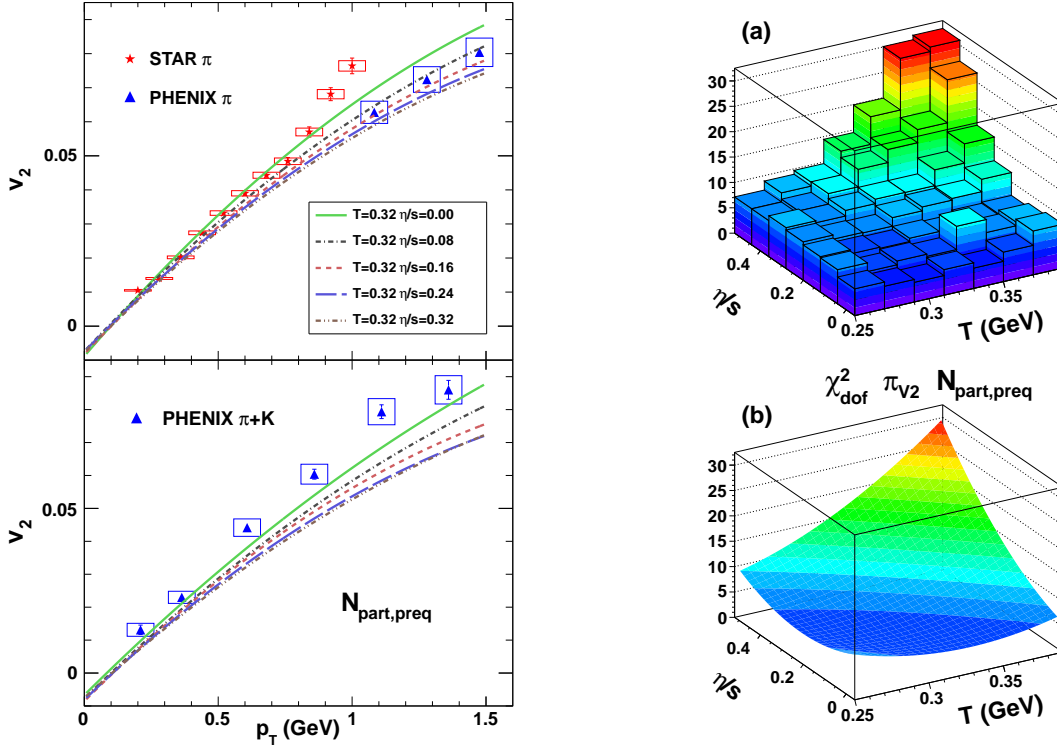 STAR π
PHENIX π
v2
0.05
0
T=0.32 η/s=0.00
T=0.32 η/s=0.08
T=0.32 η/s=0.16
T=0.32 η/s=0.24
T=0.32 η/s=0.32
PHENIX π+K
v2
0.05
0
Npart,preq
0 0.5 1 1.5
pT (GeV)
(a)
30
25
20
15
10
5
0
0.4
0.2
0
η/s
0.25
0.3
0.35
T (GeV)
χ²dof πV2 Npart,preq
(b)
30
25
20
15
10
5
0
0.4
0.2
0
η/s
0.25
0.3
0.35
T (GeV)